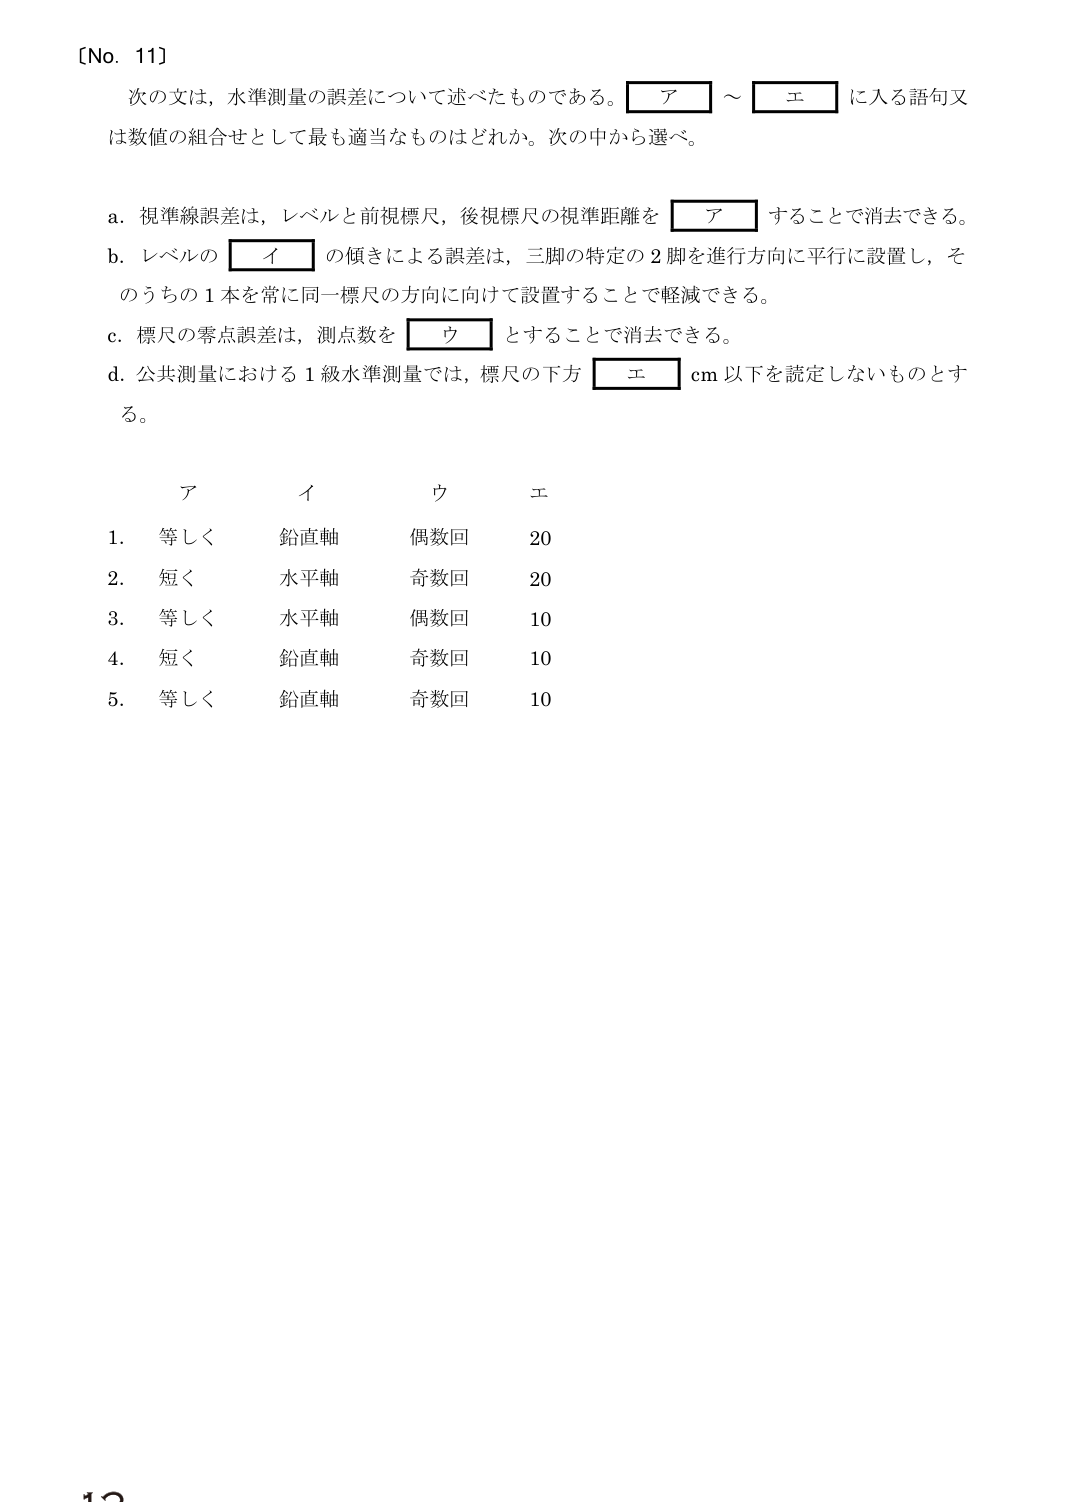 〔No. 11〕
次の文は，水準測量の誤差について述べたものである。 ア ～ エ に入る語句又
は数値の組合せとして最も適当なものはどれか。次の中から選べ。
a. 視準線誤差は，レベルと前視標尺，後視標尺の視準距離を ア することで消去できる。
b. レベルの イ の傾きによる誤差は，三脚の特定の 2 脚を進行方向に平行に設置し，そ
のうちの 1 本を常に同一標尺の方向に向けて設置することで軽減できる。
c. 標尺の零点誤差は，測点数を ウ とすることで消去できる。
d. 公共測量における 1 級水準測量では，標尺の下方 エ cm 以下を読定しないものとす
る。
ア イ ウ エ
1. 等しく 鉛直軸 偶数回 20
2. 短く 水平軸 奇数回 20
3. 等しく 水平軸 偶数回 10
4. 短く 鉛直軸 奇数回 10
5. 等しく 鉛直軸 奇数回 10